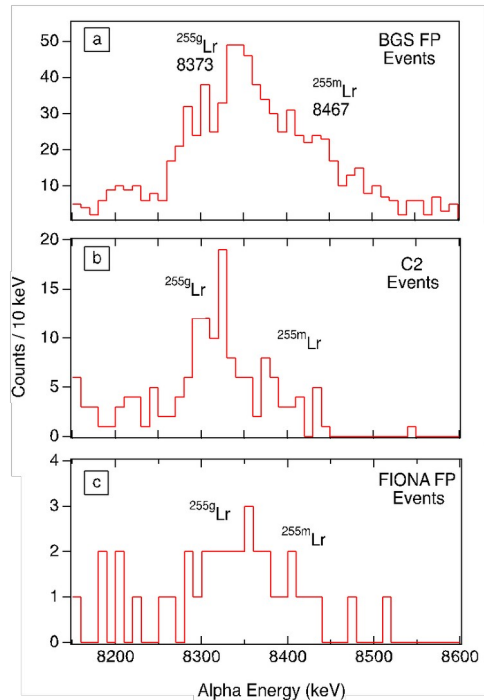 a
²⁵⁵ᵍLr
8373
²⁵⁵ᵐLr
8467
BGS FP
Events
50
40
30
20
10
b
C2
Events
²⁵⁵ᵍLr
²⁵⁵ᵐLr
20
15
10
5
0
Counts / 10 keV
c
FIONA FP
Events
²⁵⁵ᵍLr
²⁵⁵ᵐLr
4
3
2
1
0
8200 8300 8400 8500 8600
Alpha Energy (keV)